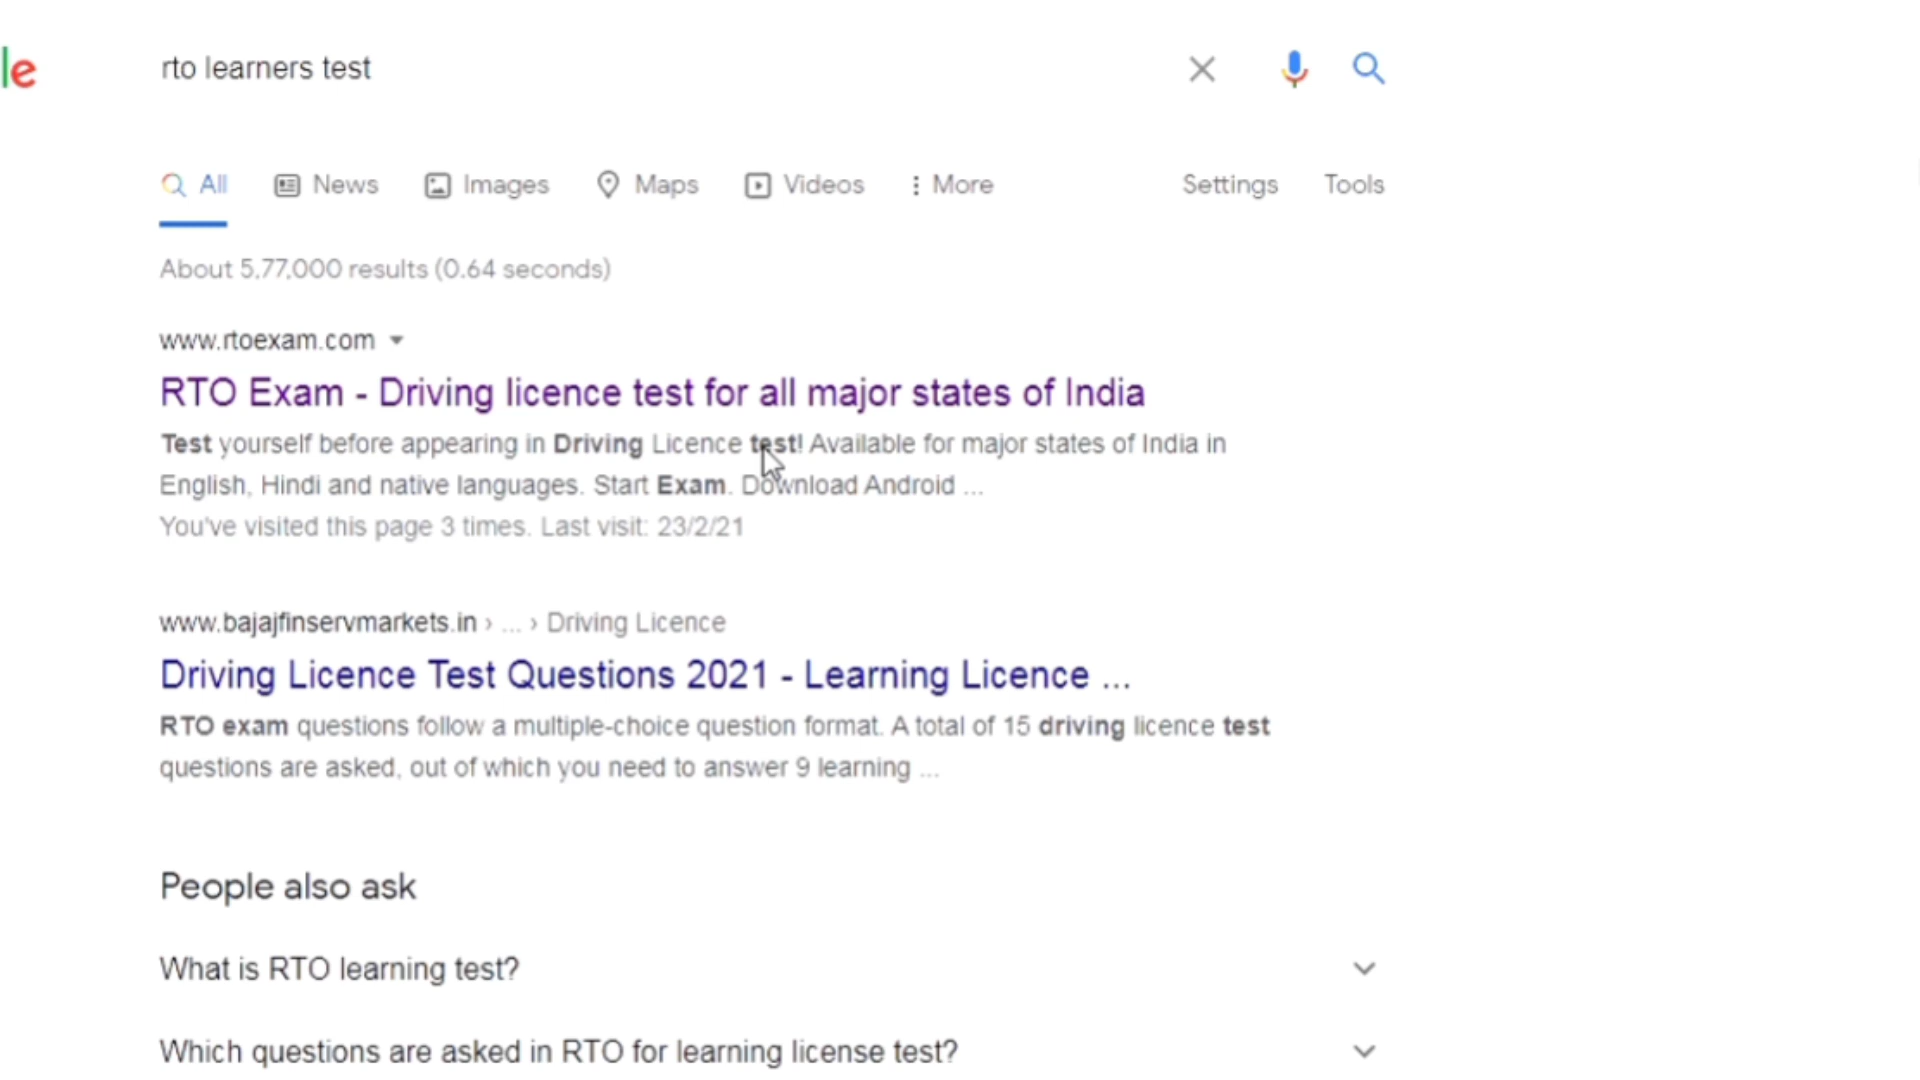 le
rto learners test
All News Images Maps Videos More Settings Tools
About 5,77,000 results (0.64 seconds)
www.rtoexam.com
RTO Exam - Driving licence test for all major states of India
Test yourself before appearing in Driving Licence test! Available for major states of India in
English, Hindi and native languages. Start Exam. Download Android ...
You've visited this page 3 times. Last visit: 23/2/21
www.bajajfinservmarkets.in › ... › Driving Licence
Driving Licence Test Questions 2021 - Learning Licence ...
RTO exam questions follow a multiple-choice question format. A total of 15 driving licence test
questions are asked, out of which you need to answer 9 learning ...
People also ask
What is RTO learning test?
Which questions are asked in RTO for learning license test?